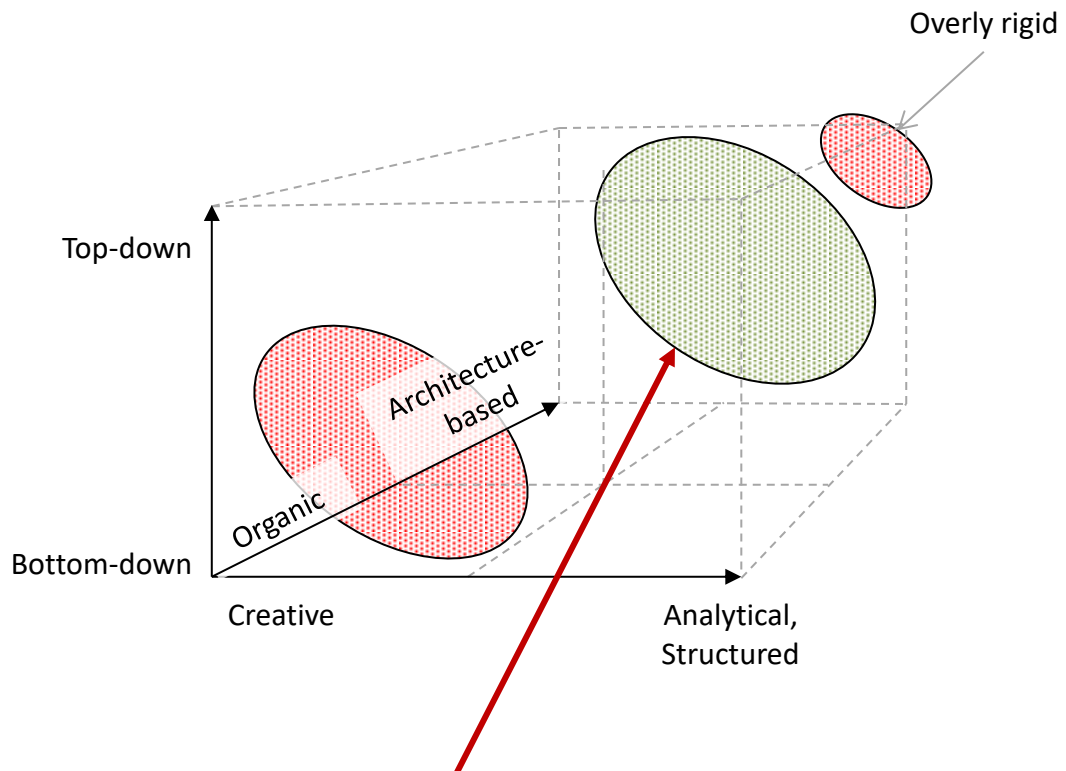 Overly rigid
Top-down
Architecture-
based
Organic
Bottom-down
Creative
Analytical,
Structured